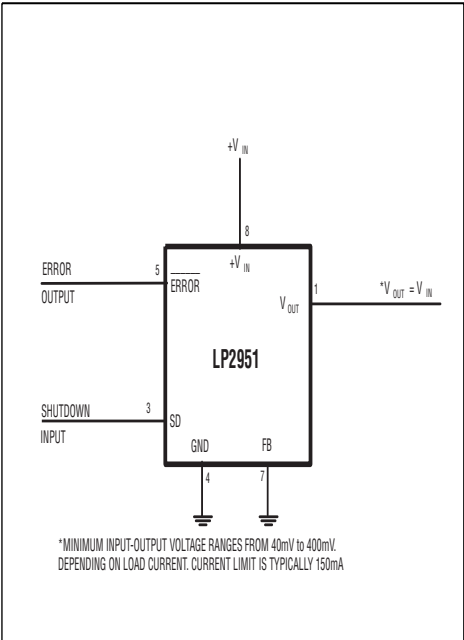 +V IN
8
+V IN
ERROR
OUTPUT
5
ERROR
1
V OUT
*V OUT = V IN
LP2951
SHUTDOWN
INPUT
3
SD
GND
FB
4
7
*MINIMUM INPUT-OUTPUT VOLTAGE RANGES FROM 40mV to 400mV.
DEPENDING ON LOAD CURRENT. CURRENT LIMIT IS TYPICALLY 150mA